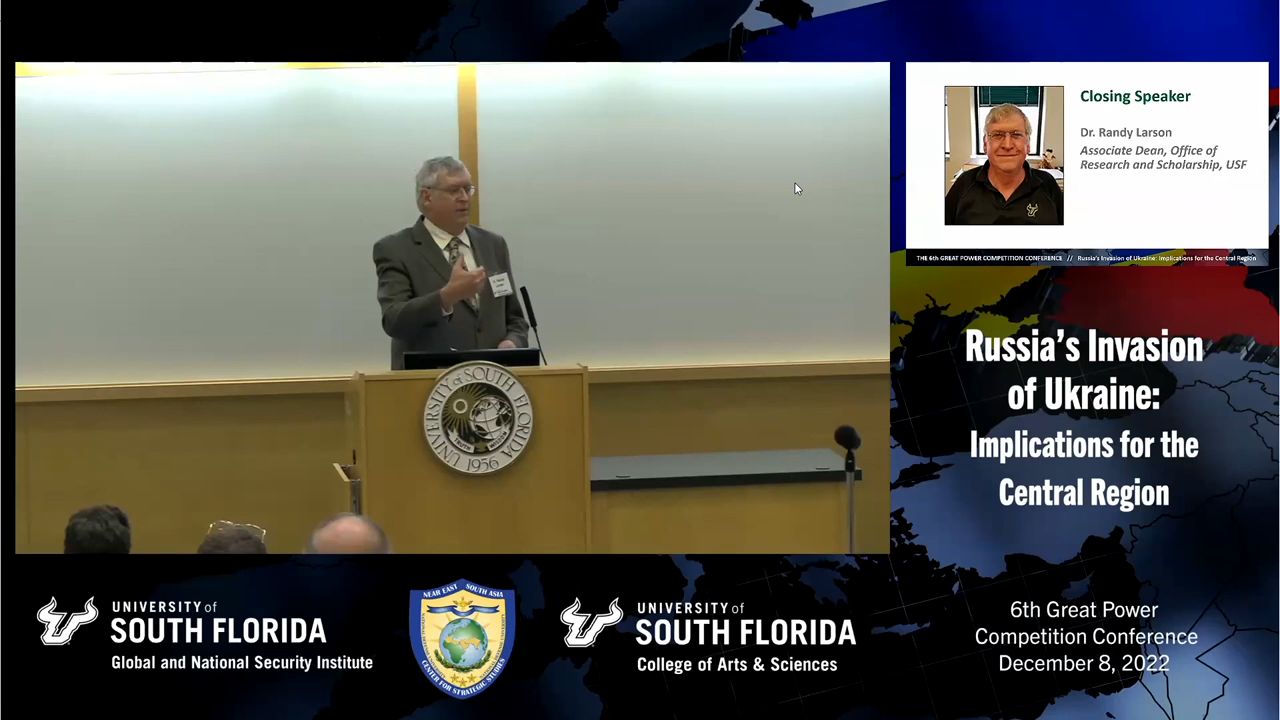 Closing Speaker
Dr. Randy Larson
Associate Dean, Office of
Research and Scholarship, USF
THE 6th GREAT POWER COMPETITION CONFERENCE // Russia's Invasion of Ukraine: Implications for the Central Region
Russia's Invasion
of Ukraine:
Implications for the
Central Region
UNIVERSITY of SOUTH FLORIDA
1956
UNIVERSITY of
SOUTH FLORIDA
Global and National Security Institute
NEAR EAST SOUTH ASIA
CENTER FOR STRATEGIC STUDIES
UNIVERSITY of
SOUTH FLORIDA
College of Arts & Sciences
6th Great Power
Competition Conference
December 8, 2022